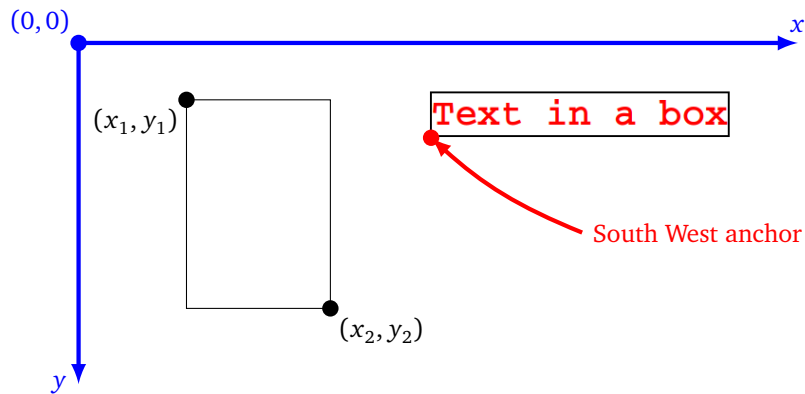 (0, 0)
x
(x₁, y₁)
Text in a box
South West anchor
(x₂, y₂)
y